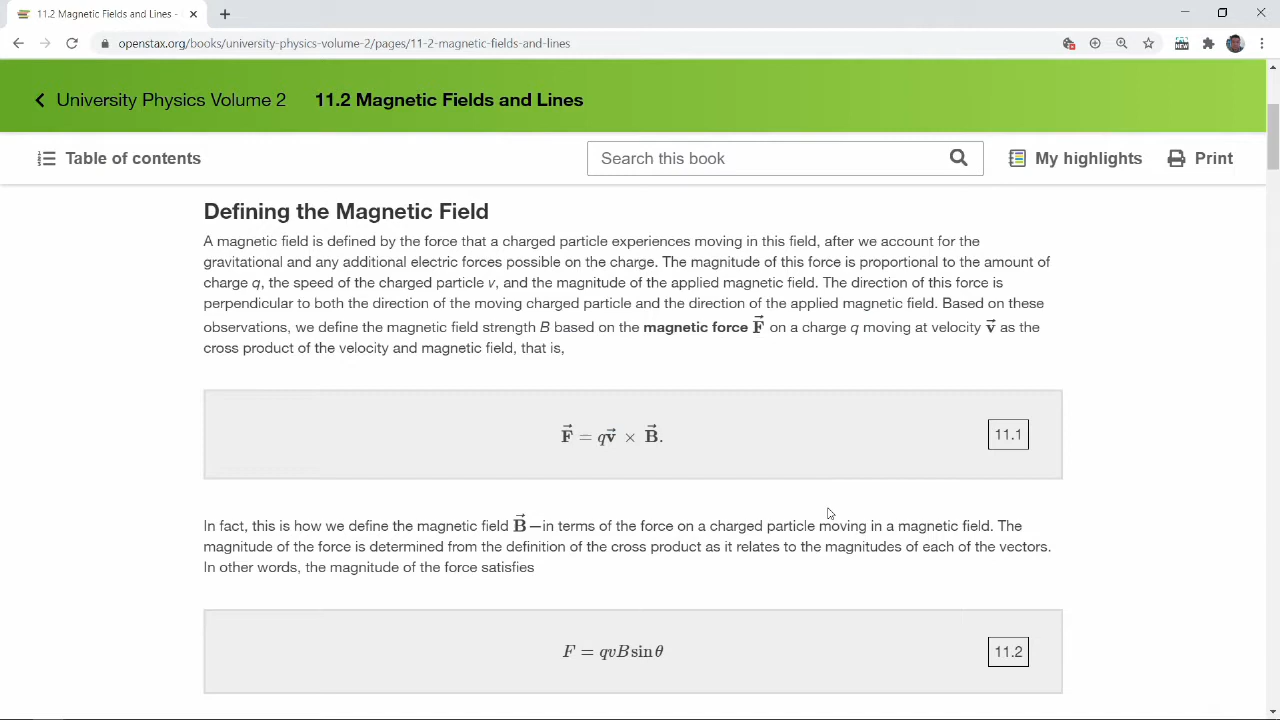 11.2 Magnetic Fields and Lines -
openstax.org/books/university-physics-volume-2/pages/11-2-magnetic-fields-and-lines
NEW
University Physics Volume 2 11.2 Magnetic Fields and Lines
Table of contents Search this book My highlights Print
Defining the Magnetic Field
A magnetic field is defined by the force that a charged particle experiences moving in this field, after we account for the
gravitational and any additional electric forces possible on the charge. The magnitude of this force is proportional to the amount of
charge q, the speed of the charged particle v, and the magnitude of the applied magnetic field. The direction of this force is
perpendicular to both the direction of the moving charged particle and the direction of the applied magnetic field. Based on these
observations, we define the magnetic field strength B based on the magnetic force F⃗ on a charge q moving at velocity v⃗ as the
cross product of the velocity and magnetic field, that is,
F⃗ = qv⃗ × B⃗. 11.1
In fact, this is how we define the magnetic field B⃗—in terms of the force on a charged particle moving in a magnetic field. The
magnitude of the force is determined from the definition of the cross product as it relates to the magnitudes of each of the vectors.
In other words, the magnitude of the force satisfies
F = qvB sin θ 11.2